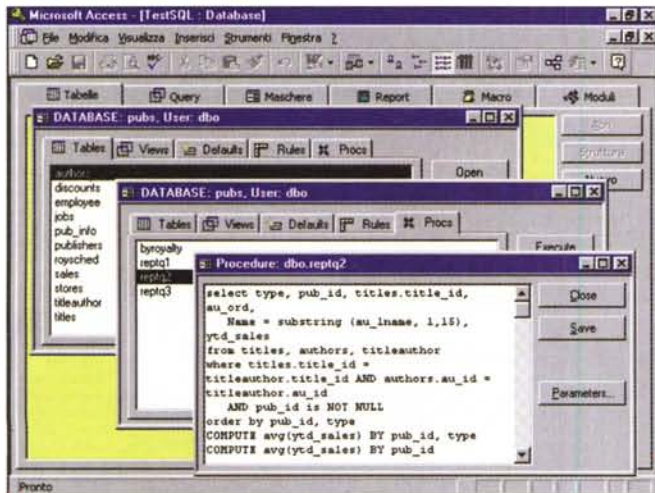 Microsoft Access - [TestSQL : Database]
File Modifica Visualizza Inserisci Strumenti Finestra ?
Tabelle Query Maschere Report Macro Moduli
DATABASE: pubs, User: dbo
Apri
Struttura
Nuovo
Tables Views Defaults Rules Procs
Open
authors
discounts
employee
jobs
pub_info
publishers
roysched
sales
stores
titleauthor
titles
DATABASE: pubs, User: dbo
Tables Views Defaults Rules Procs
Execute
byroyalty
reptq1
reptq2
reptq3
Procedure: dbo.reptq2
select type, pub_id, titles.title_id,
au_ord,
Name = substring (au_lname, 1,15),
ytd_sales
from titles, authors, titleauthor
where titles.title_id =
titleauthor.title_id AND authors.au_id =
titleauthor.au_id
AND pub_id is NOT NULL
order by pub_id, type
COMPUTE avg(ytd_sales) BY pub_id, type
COMPUTE avg(ytd_sales) BY pub_id
Close
Save
Parameters...
Pronto